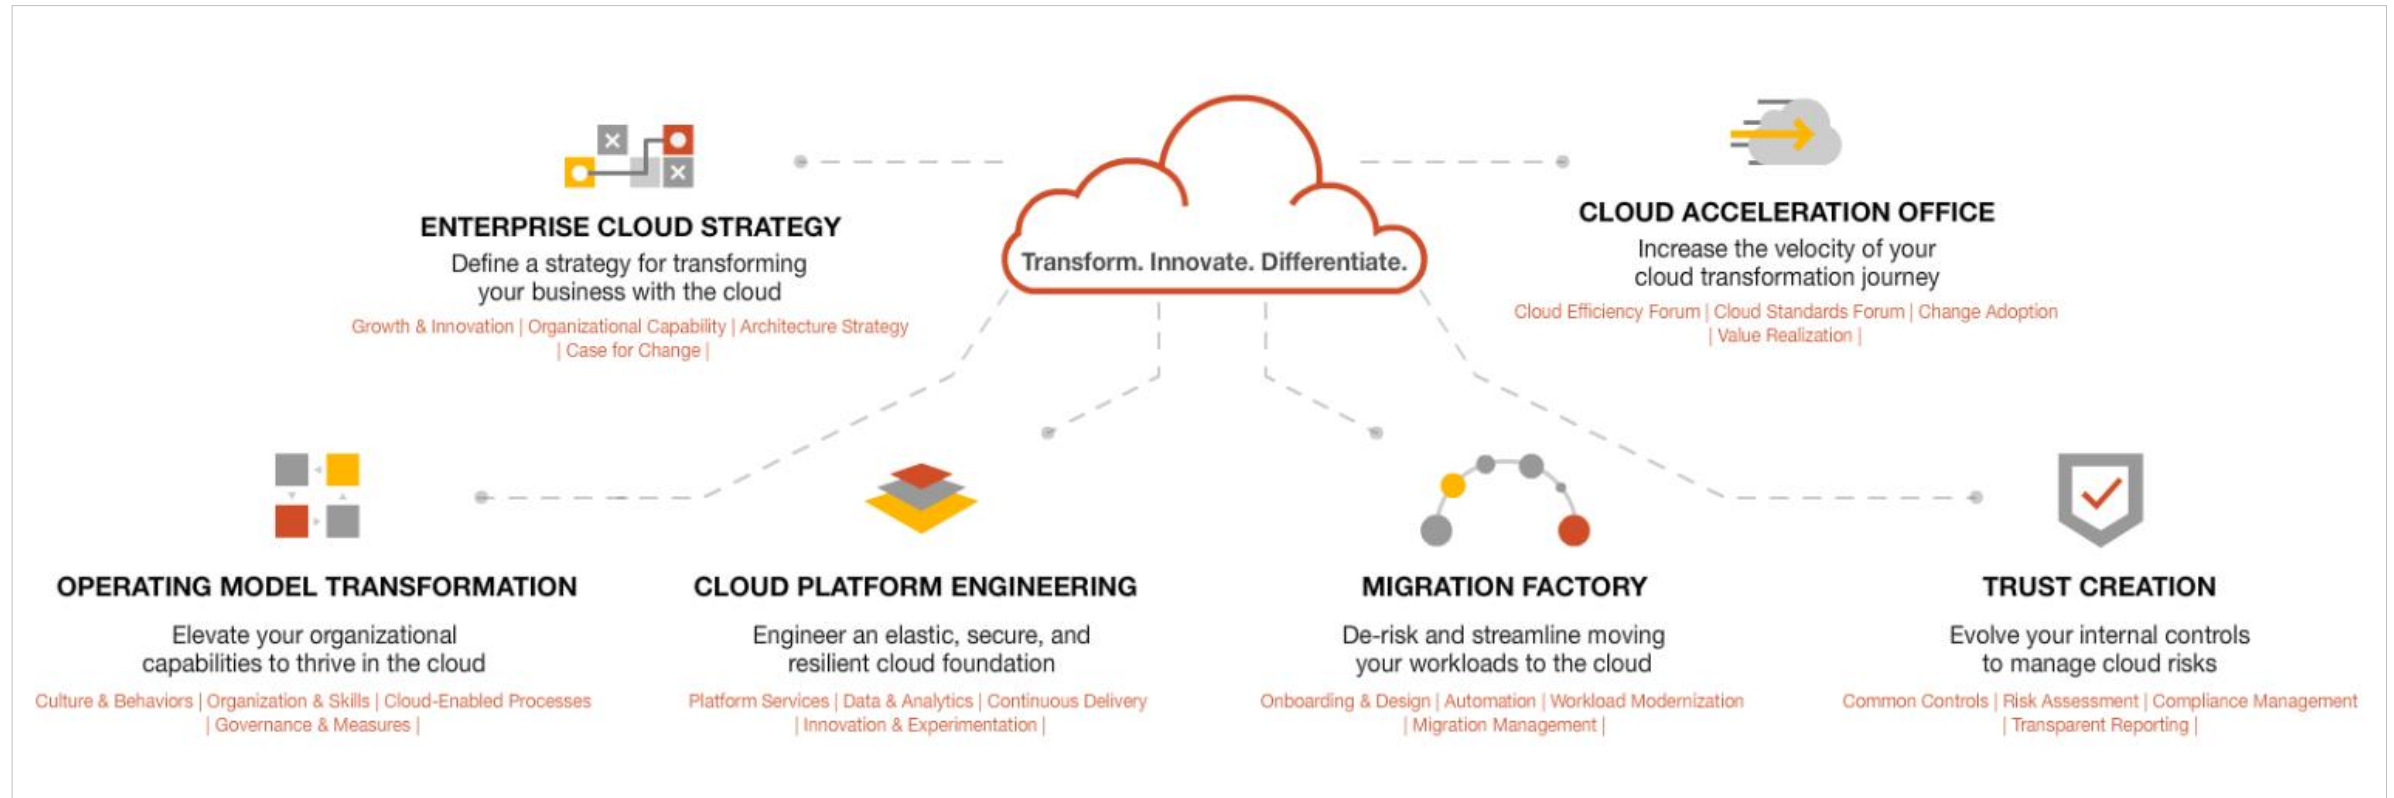 ENTERPRISE CLOUD STRATEGY
Define a strategy for transforming
your business with the cloud
Growth & Innovation | Organizational Capability | Architecture Strategy
| Case for Change |
Transform. Innovate. Differentiate.
CLOUD ACCELERATION OFFICE
Increase the velocity of your
cloud transformation journey
Cloud Efficiency Forum | Cloud Standards Forum | Change Adoption
| Value Realization |
OPERATING MODEL TRANSFORMATION
Elevate your organizational
capabilities to thrive in the cloud
Culture & Behaviors | Organization & Skills | Cloud-Enabled Processes
| Governance & Measures |
CLOUD PLATFORM ENGINEERING
Engineer an elastic, secure, and
resilient cloud foundation
Platform Services | Data & Analytics | Continuous Delivery
| Innovation & Experimentation |
MIGRATION FACTORY
De-risk and streamline moving
your workloads to the cloud
Onboarding & Design | Automation | Workload Modernization
| Migration Management |
TRUST CREATION
Evolve your internal controls
to manage cloud risks
Common Controls | Risk Assessment | Compliance Management
| Transparent Reporting |